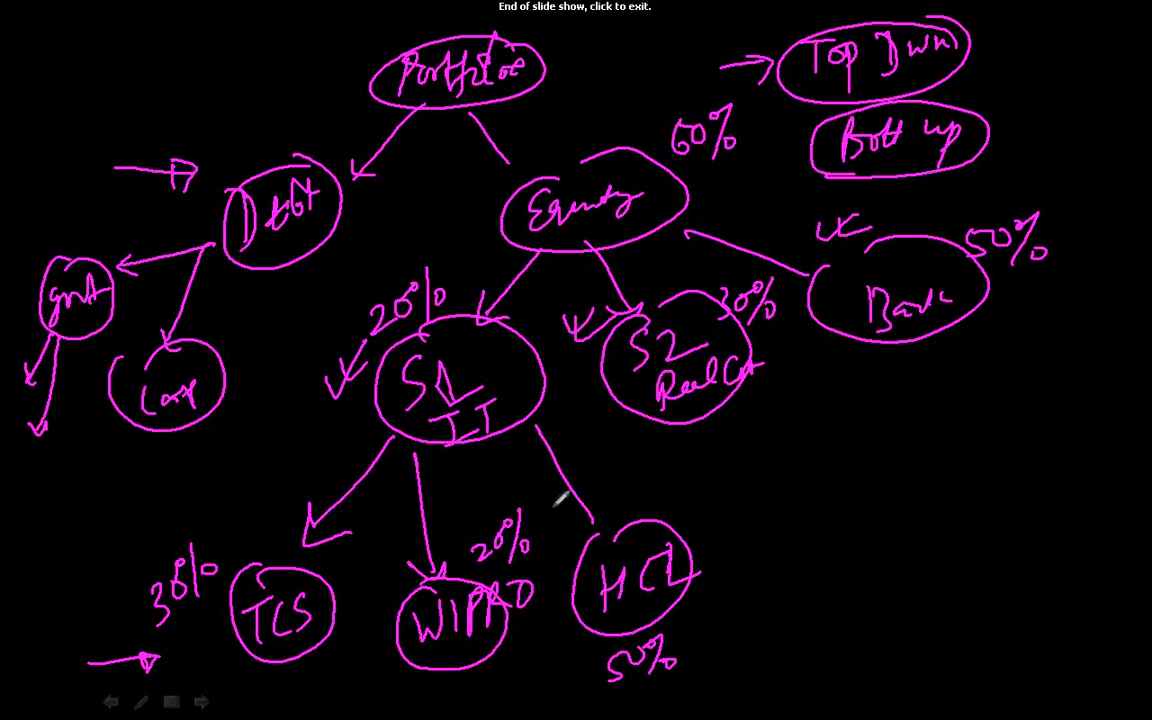 End of slide show, click to exit.
Portfolio
Top Down
Bott up
60%
Debt
Equity
50%
Bank
govt
20%
30%
Corp
S1
IT
S2
Real Est
30%
TCS
20%
WIPRO
HCL
50%